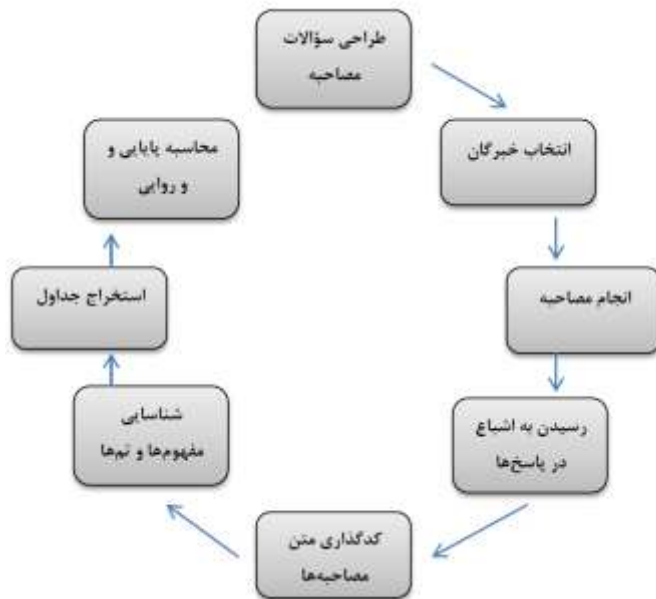 طراحی سؤالات
مصاحبه
انتخاب خبرگان
انجام مصاحبه
رسیدن به اشباع
در پاسخ‌ها
کدگذاری متن
مصاحبه‌ها
شناسایی
مفهوم‌ها و تم‌ها
استخراج جداول
محاسبه پایایی و
و روایی